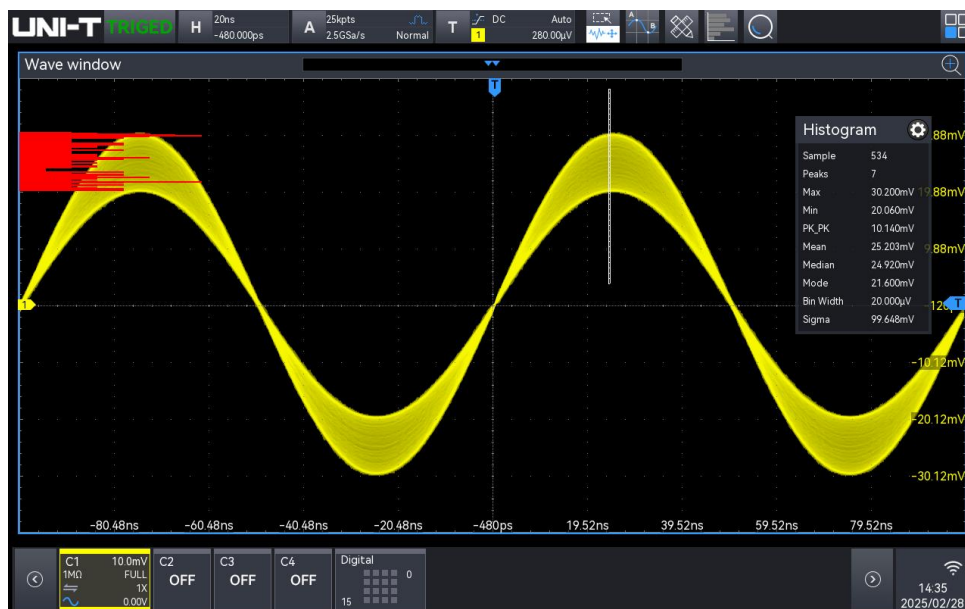 UNI-T TRIGED H 20ns -480.000ps A 25kpts 2.5GSa/s Normal T DC Auto 1 280.00μV
Wave window
T
Histogram
Sample 534
Peaks 7
Max 30.200mV
Min 20.060mV
PK_PK 10.140mV
Mean 25.203mV
Median 24.920mV
Mode 21.600mV
Bin Width 20.000μV
Sigma 99.648mV
.88mV
9.88mV
9.88mV
1
T
-10.12mV
-20.12mV
-30.12mV
-80.48ns -60.48ns -40.48ns -20.48ns -480ps 19.52ns 39.52ns 59.52ns 79.52ns
C1 10.0mV
1MΩ FULL
1X
0.00V
C2 OFF
C3 OFF
C4 OFF
Digital
0
15
14:35
2025/02/28